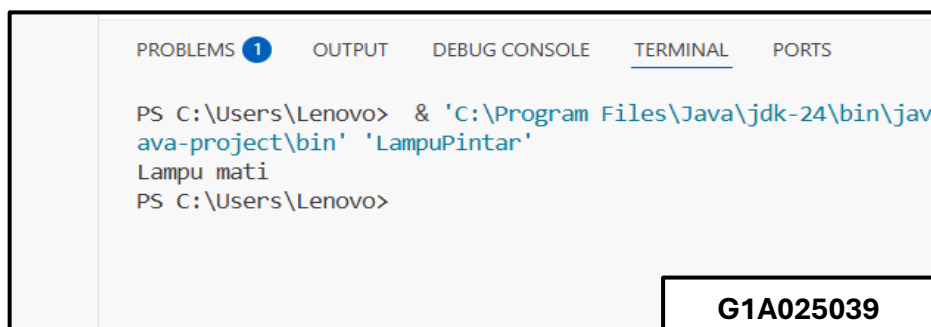 PROBLEMS 1 OUTPUT DEBUG CONSOLE TERMINAL PORTS
PS C:\Users\Lenovo>  & 'C:\Program Files\Java\jdk-24\bin\jav
ava-project\bin' 'LampuPintar'
Lampu mati
PS C:\Users\Lenovo>
G1A025039